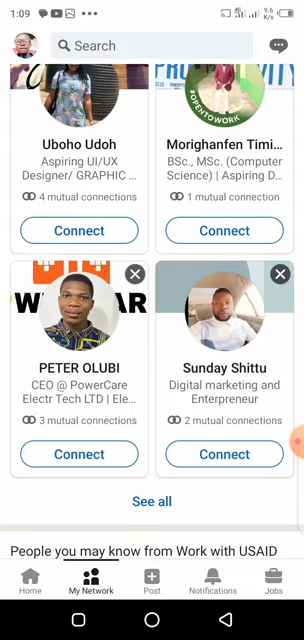 1:09
9.6
K/s
Search
#OPENTOWORK
Uboho Udoh
Aspiring UI/UX
Designer/ GRAPHIC ...
4 mutual connections
Connect
Morighanfen Timi...
BSc., MSc. (Computer
Science) | Aspiring D...
1 mutual connection
Connect
PETER OLUBI
CEO @ PowerCare
Electr Tech LTD | Ele...
3 mutual connections
Connect
Sunday Shittu
Digital marketing and
Enterpreneur
2 mutual connections
Connect
See all
People you may know from Work with USAID
Home
My Network
Post
Notifications
Jobs